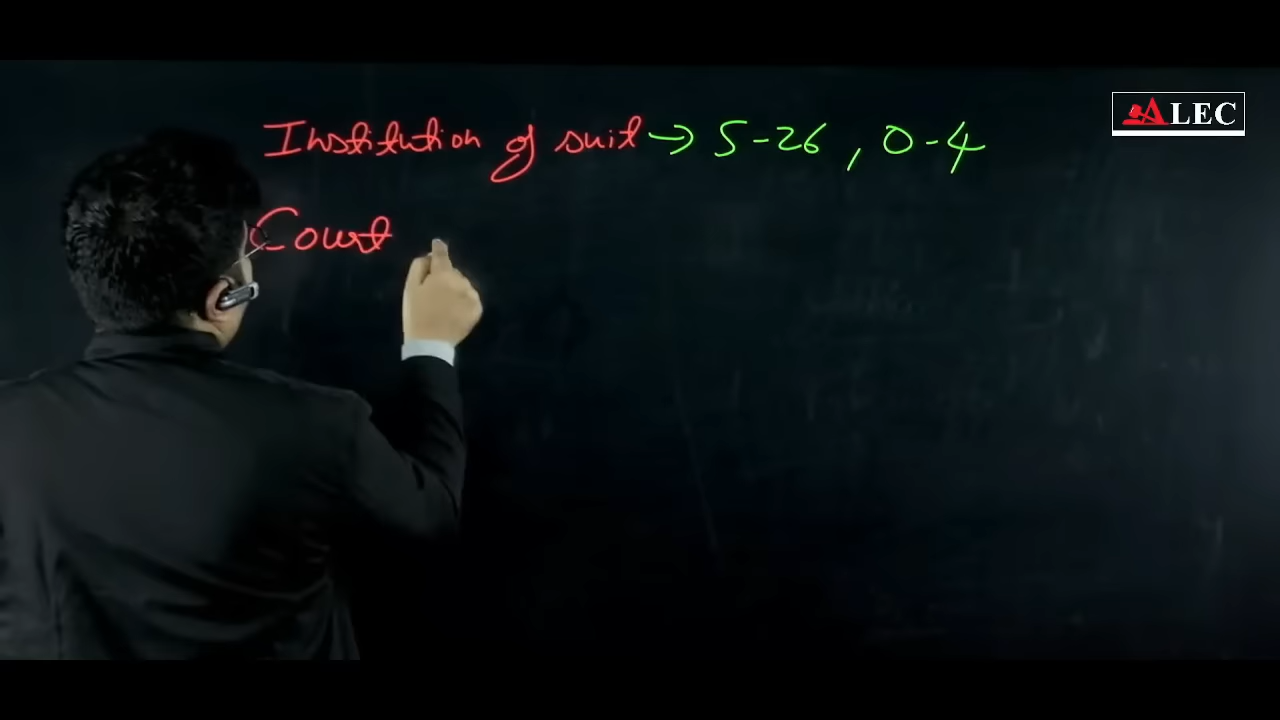 Institution of suit → S-26, O-4
Court
ALEC